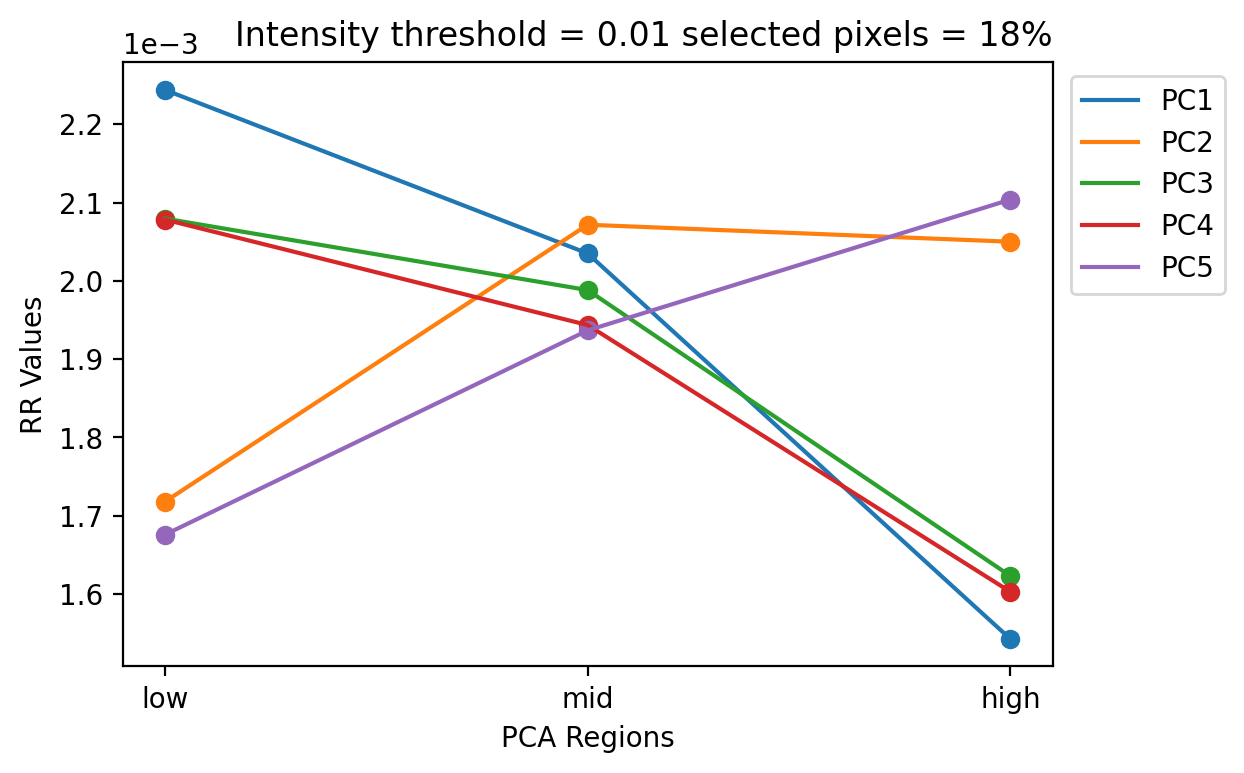 Intensity threshold = 0.01 selected pixels = 18%
1e−3
2.2
2.1
2.0
1.9
1.8
1.7
1.6
RR Values
low mid high
PCA Regions
PC1
PC2
PC3
PC4
PC5